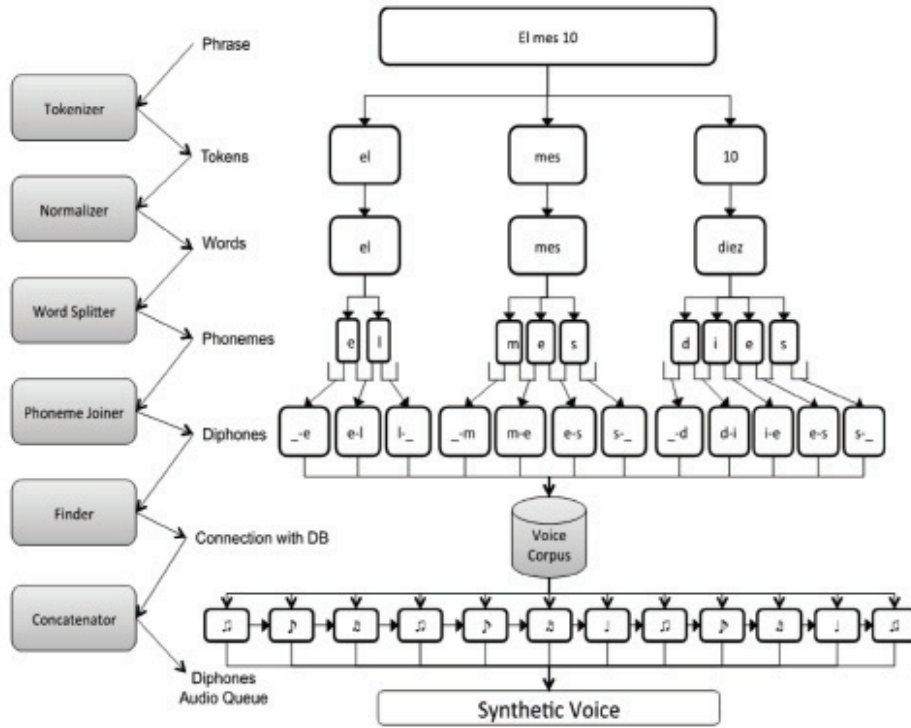 Phrase
Tokenizer
Tokens
Normalizer
Words
Word Splitter
Phonemes
Phoneme Joiner
Diphones
Finder
Connection with DB
Concatenator
Diphones
Audio Queue
El mes 10
el
mes
10
el
mes
diez
e
l
m
e
s
d
i
e
s
_-e
e-l
l-_
_-m
m-e
e-s
s-_
_-d
d-i
i-e
e-s
s-_
Voice
Corpus
Synthetic Voice